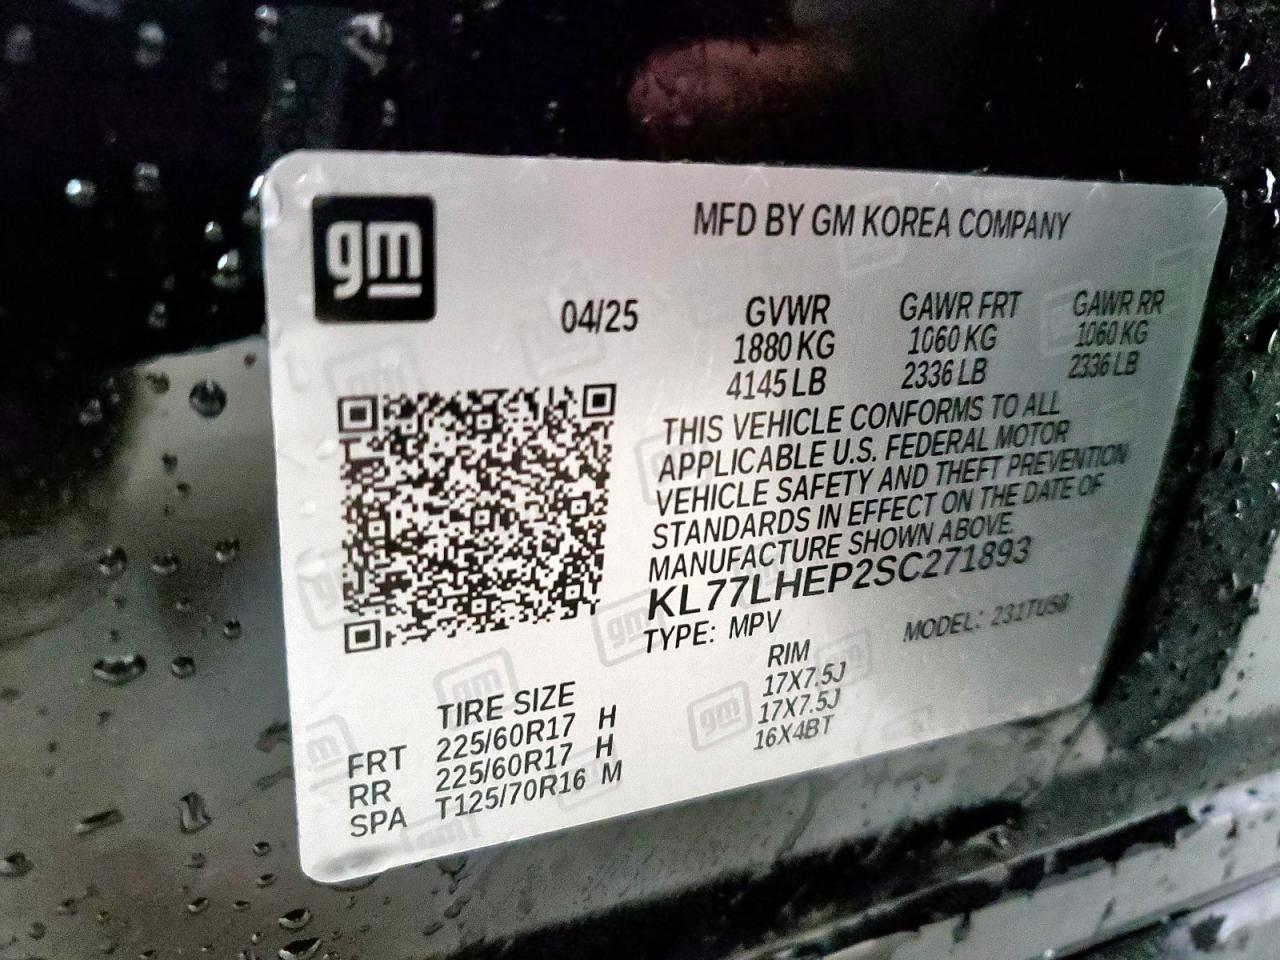 gm
MFD BY GM KOREA COMPANY
04/25
GVWR
1880 KG
4145 LB
GAWR FRT
1060 KG
2336 LB
GAWR RR
1060 KG
2336 LB
THIS VEHICLE CONFORMS TO ALL
APPLICABLE U.S. FEDERAL MOTOR
VEHICLE SAFETY AND THEFT PREVENTION
STANDARDS IN EFFECT ON THE DATE OF
MANUFACTURE SHOWN ABOVE.
KL77LHEP2SC271893
TYPE: MPV
MODEL:
TIRE SIZE
RIM
FRT 225/60R17 H 17X7.5J
RR 225/60R17 H 17X7.5J
SPA T125/70R16 M 16X4BT